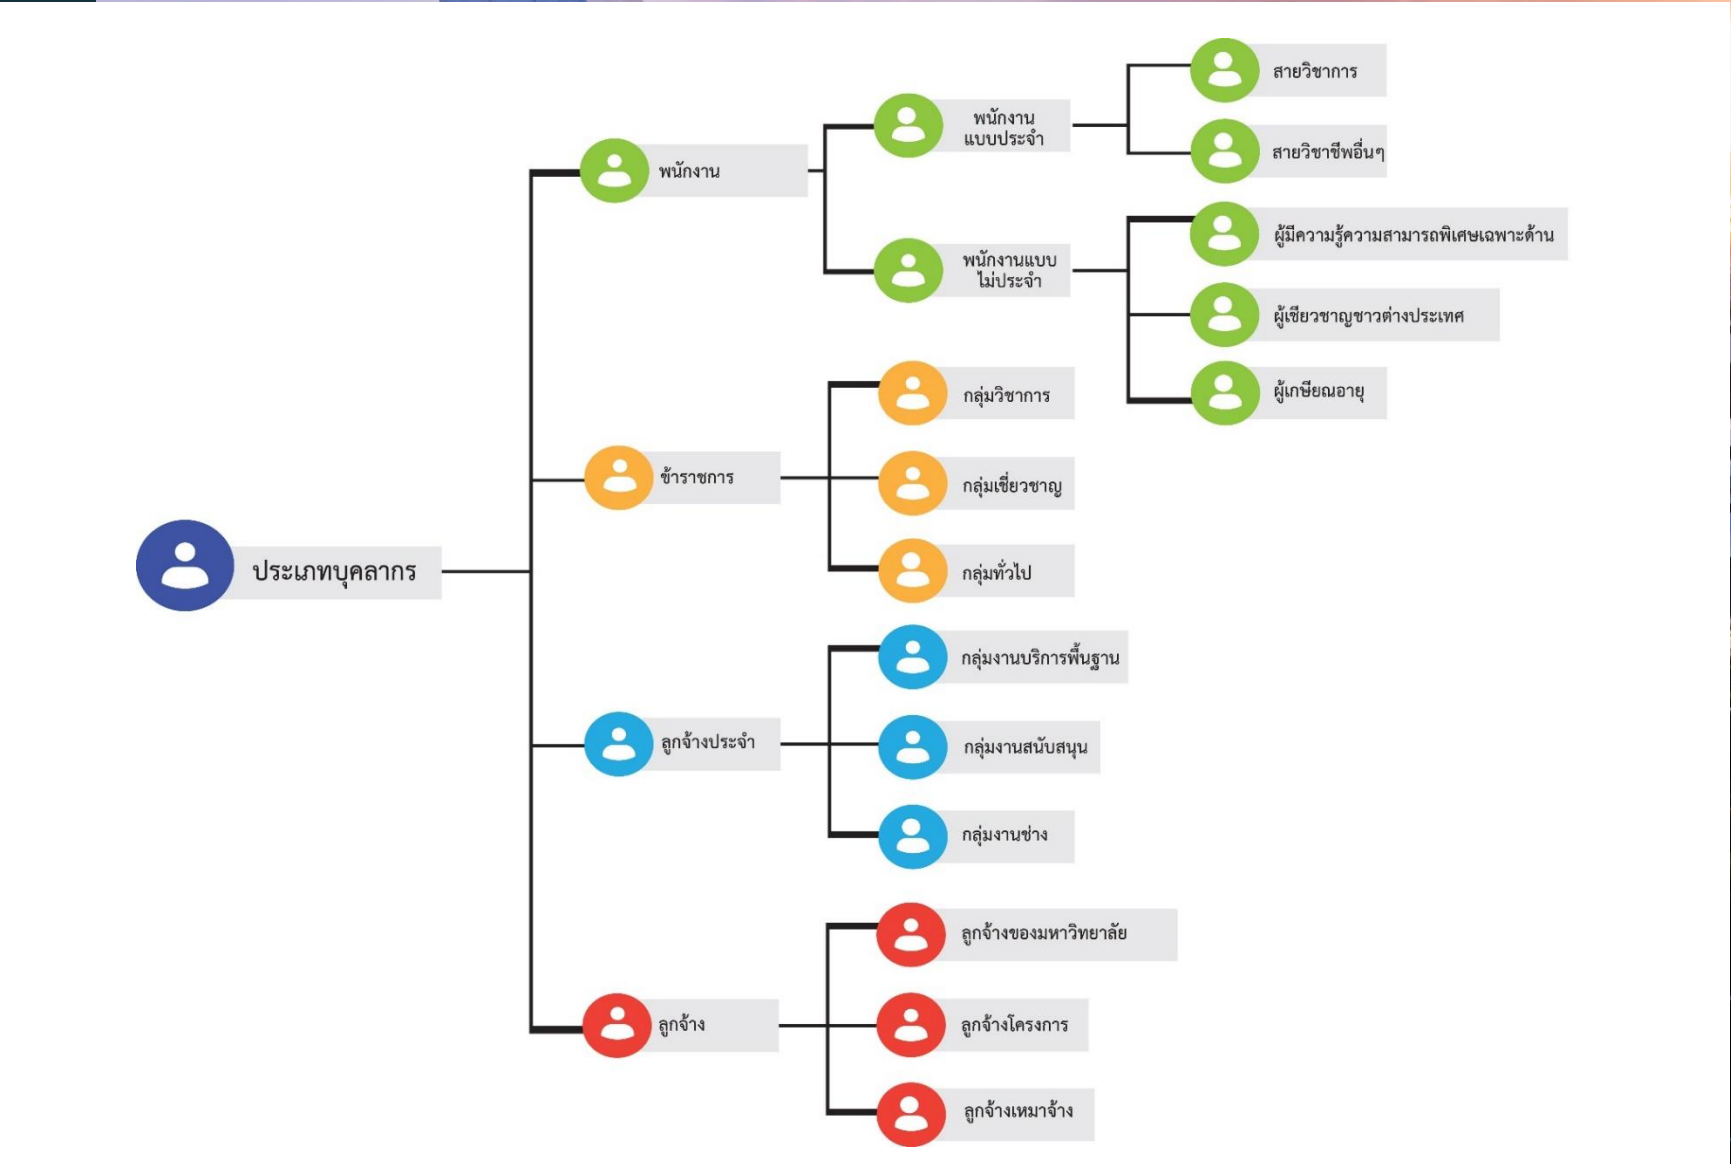 ประเภทบุคลากร
พนักงาน
พนักงาน
แบบประจำ
สายวิชาการ
สายวิชาชีพอื่นๆ
พนักงานแบบ
ไม่ประจำ
ผู้มีความรู้ความสามารถพิเศษเฉพาะด้าน
ผู้เชียวชาญชาวต่างประเทศ
ผู้เกษียณอายุ
ข้าราชการ
กลุ่มวิชาการ
กลุ่มเชี่ยวชาญ
กลุ่มทั่วไป
ลูกจ้างประจำ
กลุ่มงานบริการพื้นฐาน
กลุ่มงานสนับสนุน
กลุ่มงานช่าง
ลูกจ้าง
ลูกจ้างของมหาวิทยาลัย
ลูกจ้างโครงการ
ลูกจ้างเหมาจ้าง